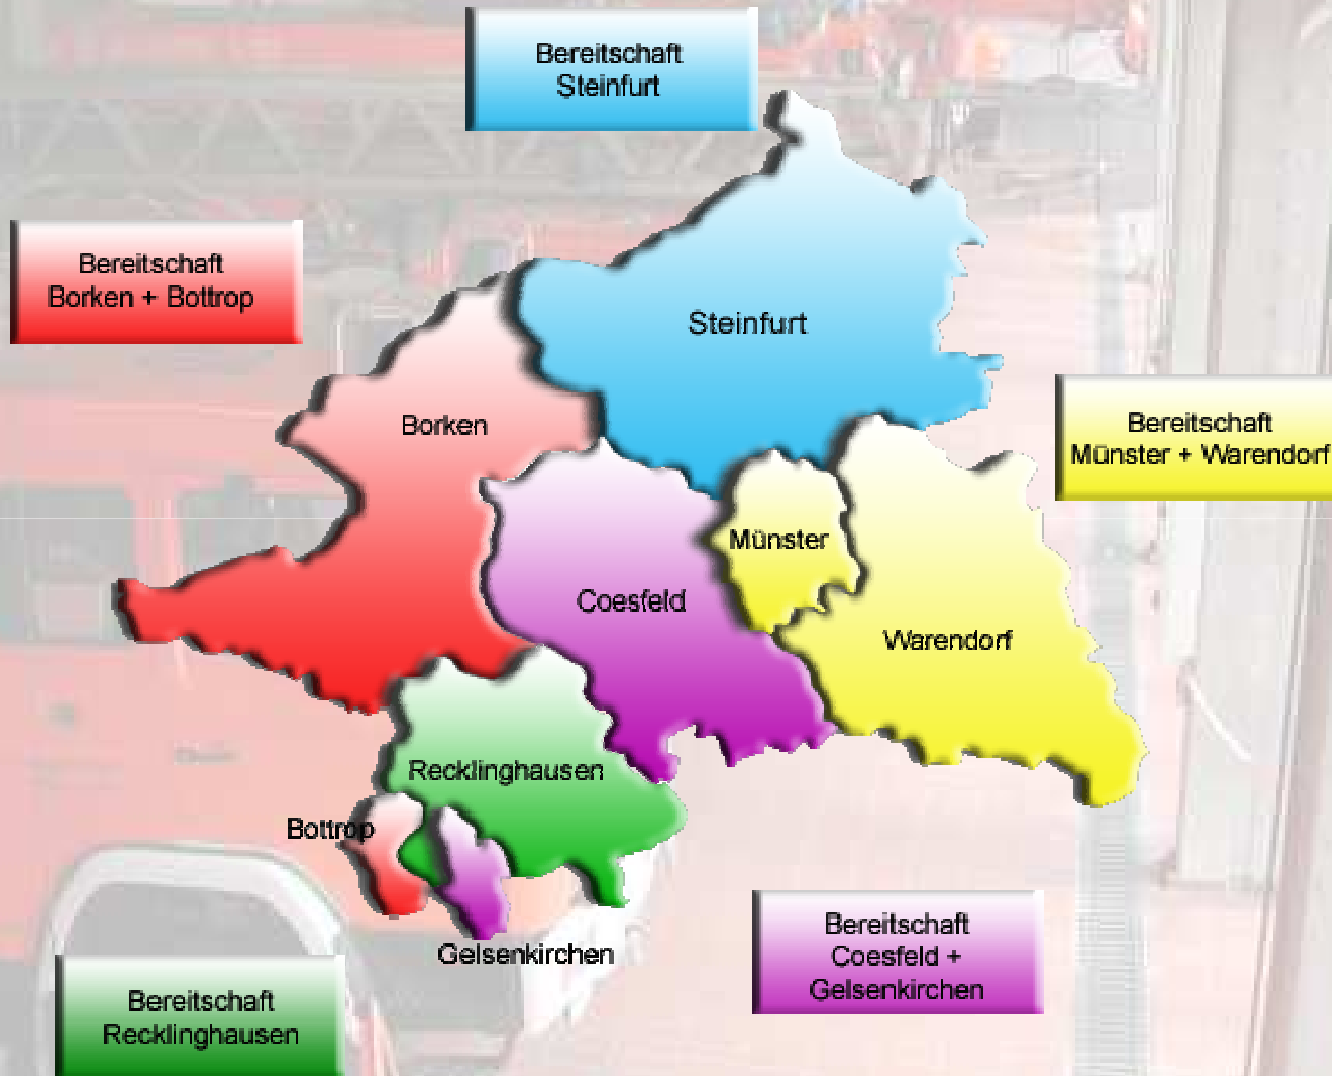 Bereitschaft
Steinfurt
Bereitschaft
Borken + Bottrop
Steinfurt
Borken
Bereitschaft
Münster + Warendorf
Münster
Coesfeld
Warendorf
Recklinghausen
Bottrop
Gelsenkirchen
Bereitschaft
Coesfeld +
Gelsenkirchen
Bereitschaft
Recklinghausen